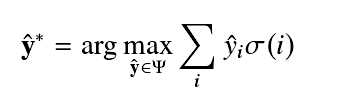 ŷ* = arg max_{ŷ∈Ψ} ∑_i ŷ_i σ(i)